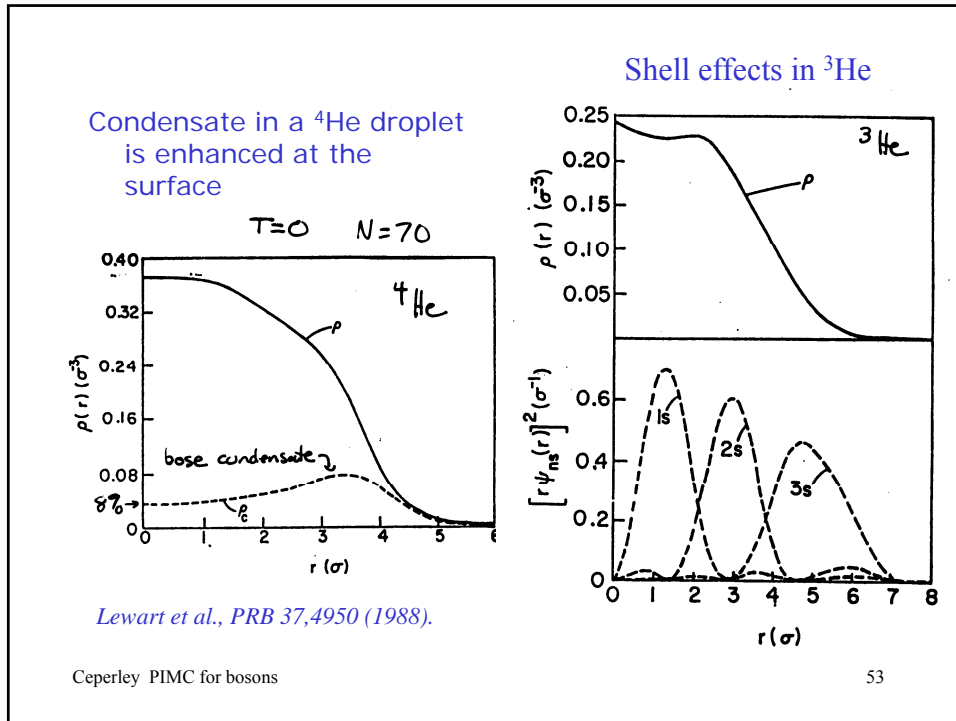 Condensate in a ⁴He droplet
is enhanced at the
surface
T=0 N=70
0.40
0.32
0.24
0.16
0.08
0
8%→
ρ(r) (σ⁻³)
⁴He
ρ
bose condensate
ρc
0 1 2 3 4 5 6
r (σ)
Lewart et al., PRB 37,4950 (1988).
Shell effects in ³He
0.25
0.20
0.15
0.10
0.05
ρ(r) (σ⁻³)
³He
ρ
0.6
0.4
0.2
0
[rψns(r)]² (σ⁻¹)
1s
2s
3s
0 1 2 3 4 5 6 7 8
r (σ)
Ceperley PIMC for bosons
53